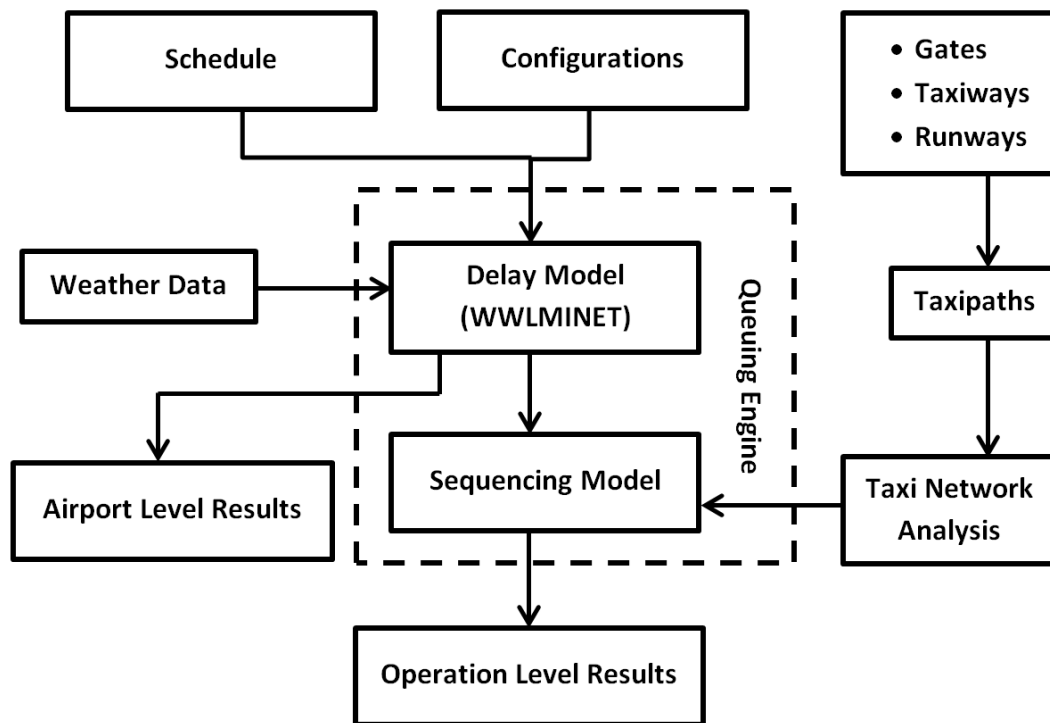 Schedule
Configurations
• Gates
• Taxiways
• Runways
Weather Data
Delay Model
(WWLMINET)
Queuing Engine
Taxipaths
Airport Level Results
Sequencing Model
Taxi Network
Analysis
Operation Level Results